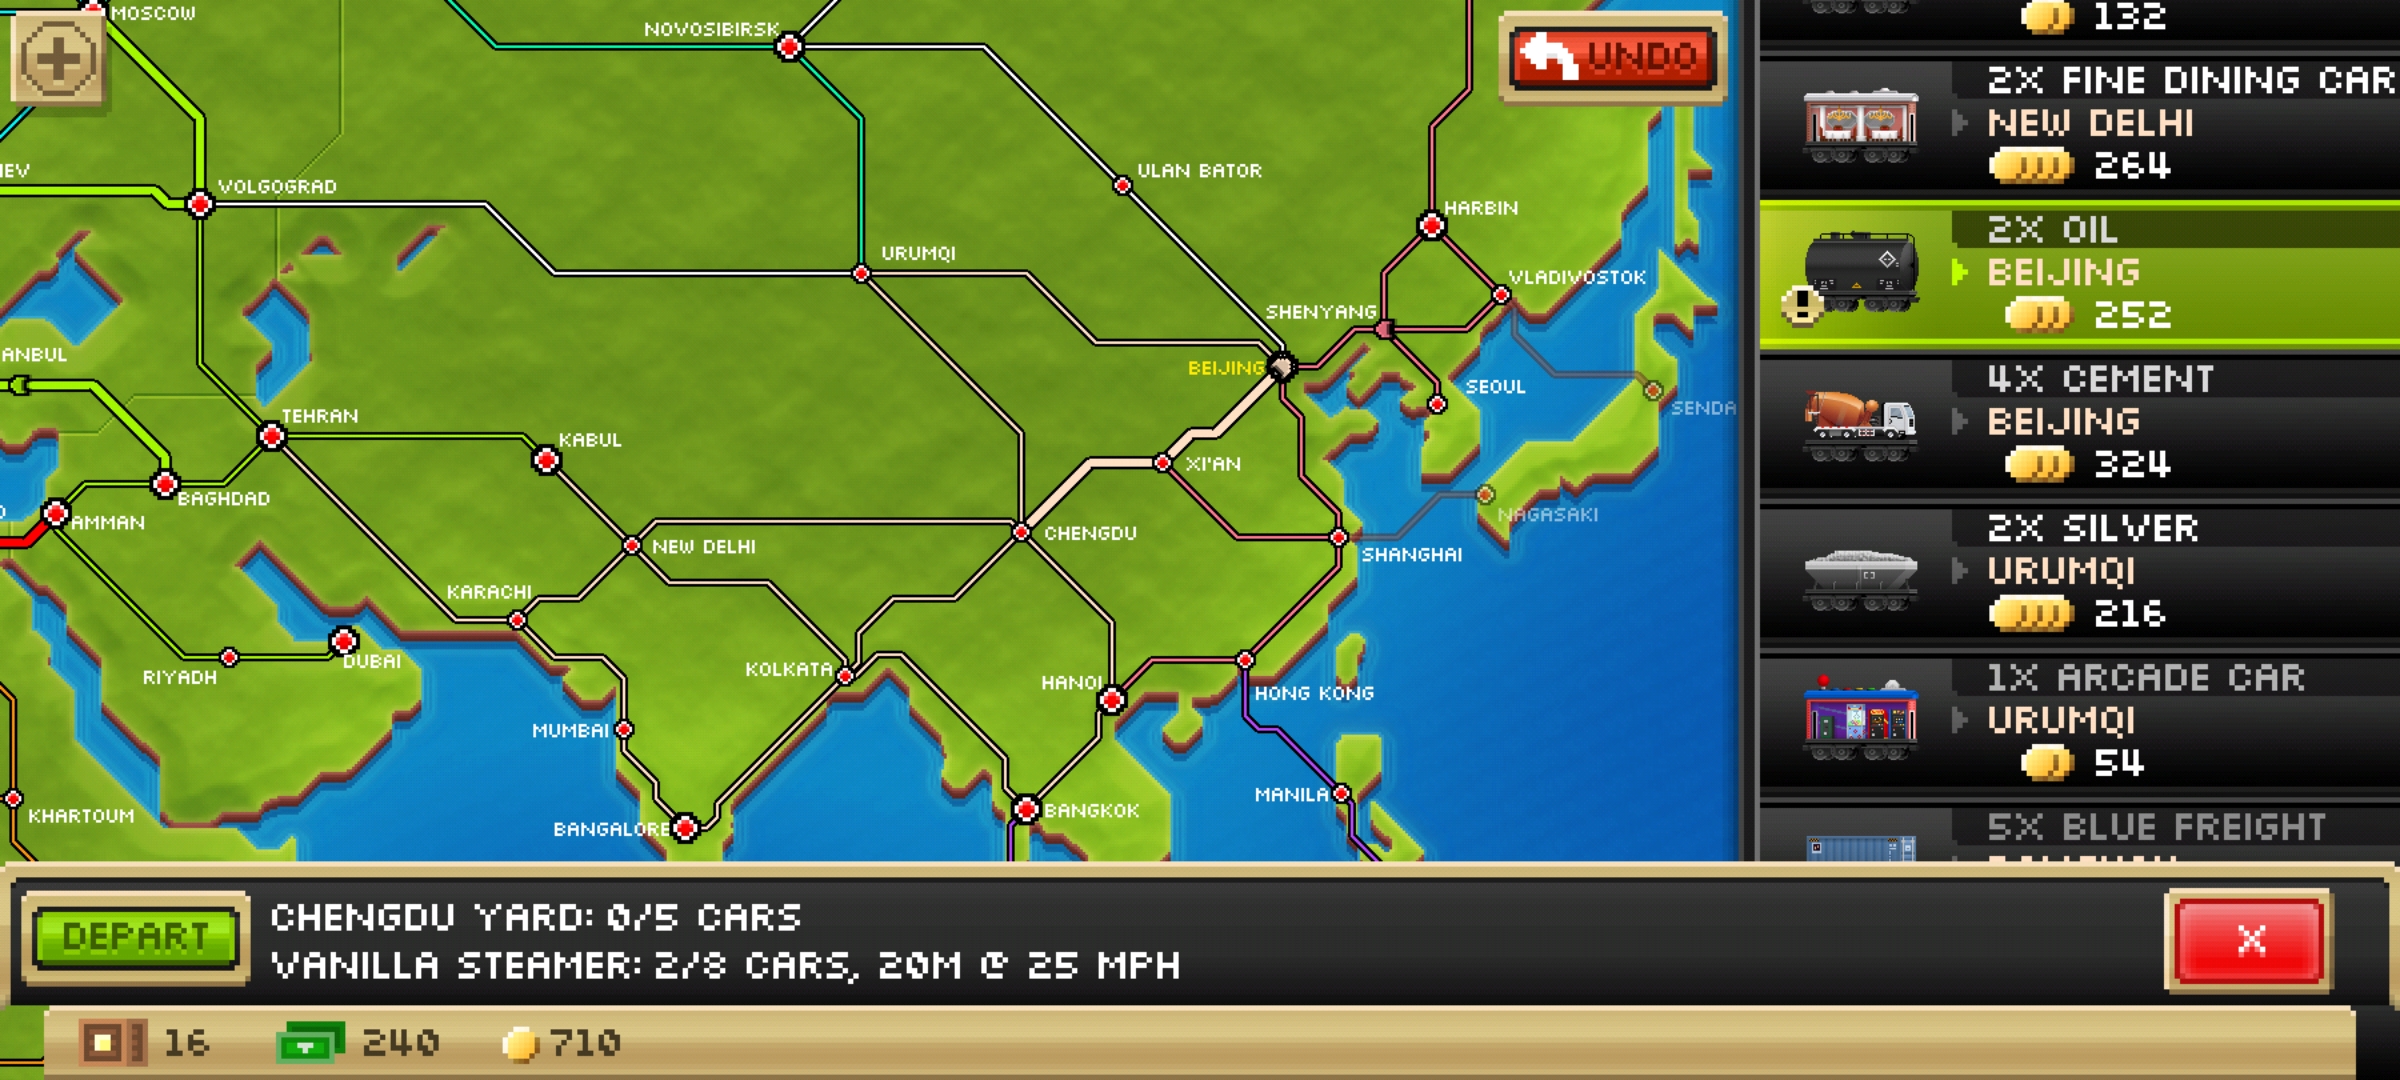 MOSCOW
NOVOSIBIRSK
UNDO
132
2X FINE DINING CAR
NEW DELHI
264
ULAN BATOR
VOLGOGRAD
HARBIN
2X OIL
BEIJING
252
URUMQI
VLADIVOSTOK
SHENYANG
BEIJING
SEOUL
4X CEMENT
BEIJING
324
TEHRAN
KABUL
XI'AN
BAGHDAD
AMMAN
NEW DELHI
CHENGDU
NAGASAKI
SHANGHAI
2X SILVER
URUMQI
216
KARACHI
RIYADH
DUBAI
KOLKATA
HANOI
HONG KONG
1X ARCADE CAR
URUMQI
54
MUMBAI
MANILA
KHARTOUM
BANGALORE
BANGKOK
5X BLUE FREIGHT
DEPART
CHENGDU YARD: 0/5 CARS
VANILLA STEAMER: 2/8 CARS, 20M @ 25 MPH
X
16
240
710